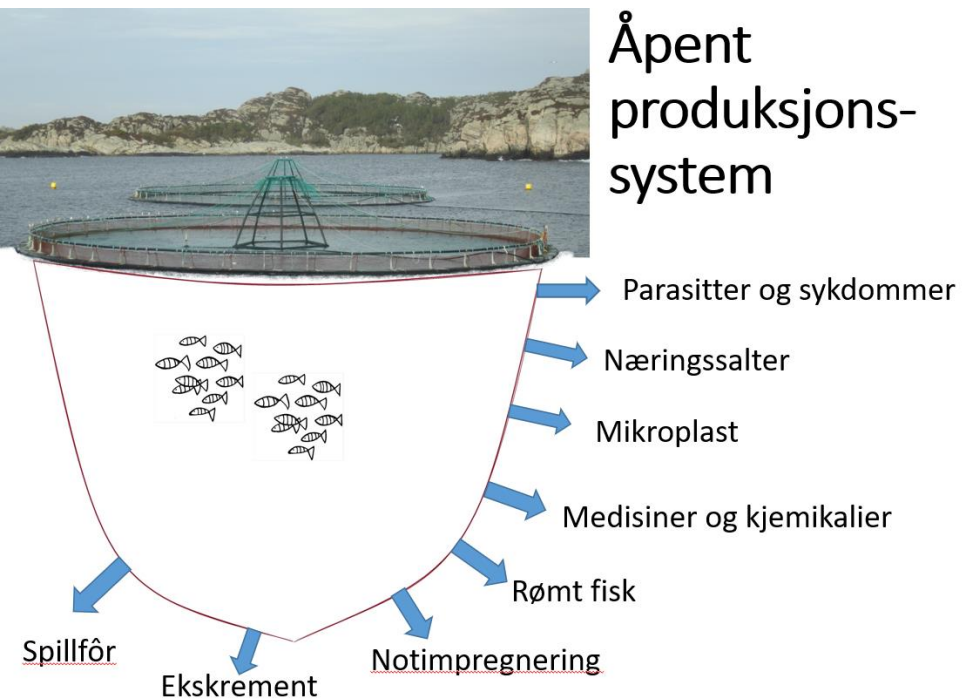 Åpent
produksjons-
system
Parasitter og sykdommer
Næringssalter
Mikroplast
Medisiner og kjemikalier
Rømt fisk
Notimpregnering
Ekskrement
Spillfôr